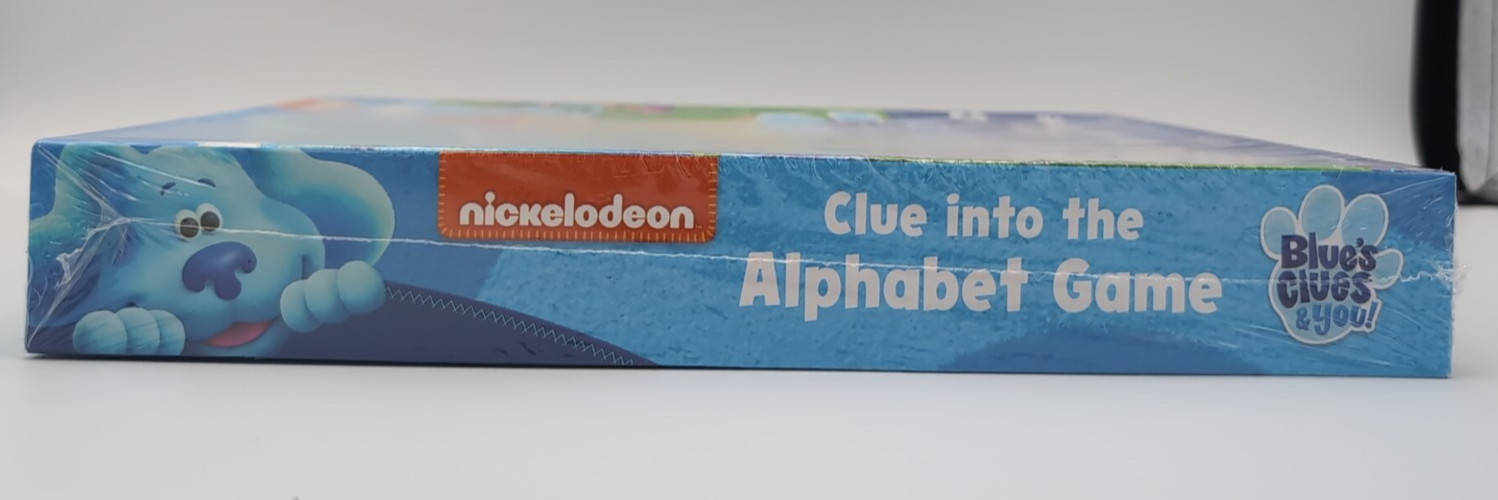 nickelodeon
Clue into the
Alphabet Game
Blue's
Clues
& you!